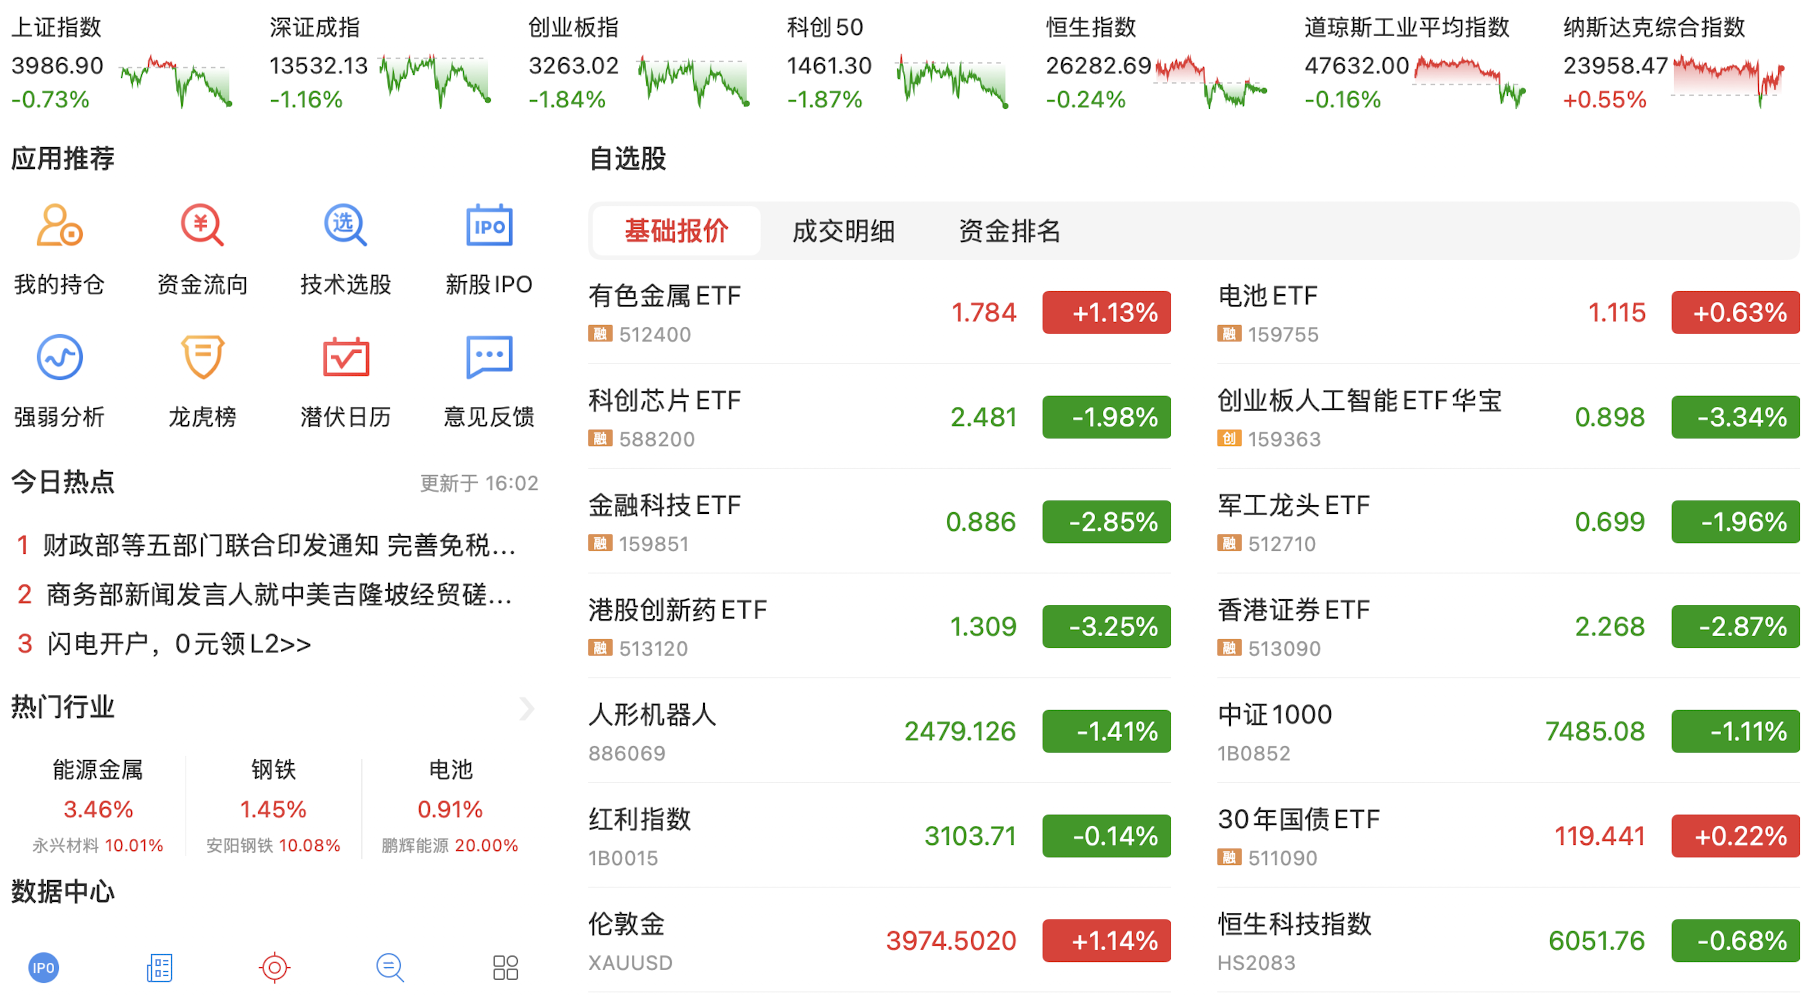 上证指数
3986.90
-0.73%
深证成指
13532.13
-1.16%
创业板指
3263.02
-1.84%
科创50
1461.30
-1.87%
恒生指数
26282.69
-0.24%
道琼斯工业平均指数
47632.00
-0.16%
纳斯达克综合指数
23958.47
+0.55%
应用推荐
¥
选
IPO
我的持仓
资金流向
技术选股
新股IPO
强弱分析
龙虎榜
潜伏日历
意见反馈
今日热点
更新于 16:02
1 财政部等五部门联合印发通知 完善免税...
2 商务部新闻发言人就中美吉隆坡经贸磋...
3 闪电开户，0元领L2>>
热门行业
能源金属
3.46%
永兴材料 10.01%
钢铁
1.45%
安阳钢铁 10.08%
电池
0.91%
鹏辉能源 20.00%
数据中心
IPO
自选股
基础报价 成交明细 资金排名
有色金属ETF
融 512400
1.784 +1.13%
电池ETF
融 159755
1.115 +0.63%
科创芯片ETF
融 588200
2.481 -1.98%
创业板人工智能ETF华宝
创 159363
0.898 -3.34%
金融科技ETF
融 159851
0.886 -2.85%
军工龙头ETF
融 512710
0.699 -1.96%
港股创新药ETF
融 513120
1.309 -3.25%
香港证券ETF
融 513090
2.268 -2.87%
人形机器人
886069
2479.126 -1.41%
中证1000
1B0852
7485.08 -1.11%
红利指数
1B0015
3103.71 -0.14%
30年国债ETF
融 511090
119.441 +0.22%
伦敦金
XAUUSD
3974.5020 +1.14%
恒生科技指数
HS2083
6051.76 -0.68%